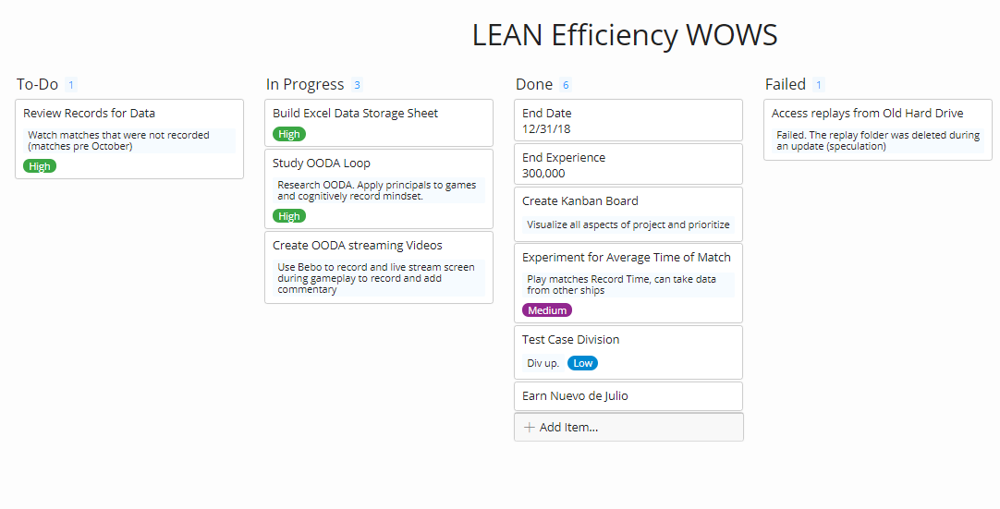 LEAN Efficiency WOWS
To-Do 1
Review Records for Data
Watch matches that were not recorded
(matches pre October)
High
In Progress 3
Build Excel Data Storage Sheet
High
Study OODA Loop
Research OODA. Apply principals to games
and cognitively record mindset.
High
Create OODA streaming Videos
Use Bebo to record and live stream screen
during gameplay to record and add
commentary
Done 6
End Date
12/31/18
End Experience
300,000
Create Kanban Board
Visualize all aspects of project and prioritize
Experiment for Average Time of Match
Play matches Record Time, can take data
from other ships
Medium
Test Case Division
Div up. Low
Earn Nuevo de Julio
+ Add Item...
Failed 1
Access replays from Old Hard Drive
Failed. The replay folder was deleted during
an update (speculation)